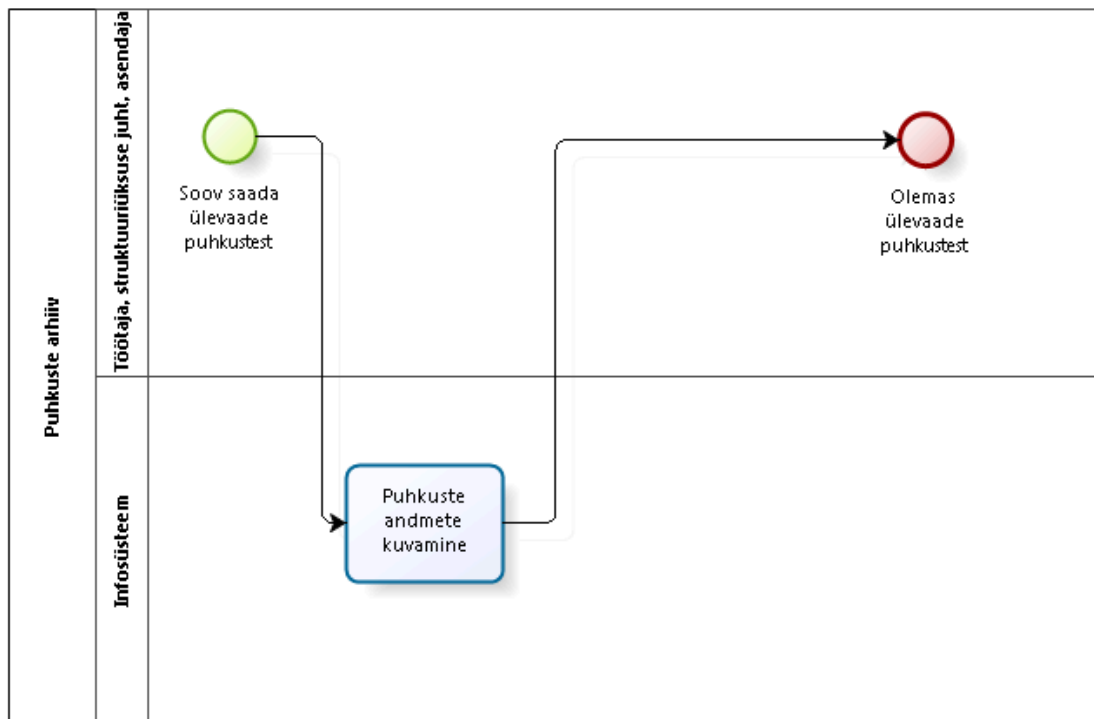 Puhkuste arhiiv
Töötaja, struktuuriüksuse juht, asendaja
Soov saada
ülevaade
puhkustest
Olemas
ülevaade
puhkustest
Infosüsteem
Puhkuste
andmete
kuvamine